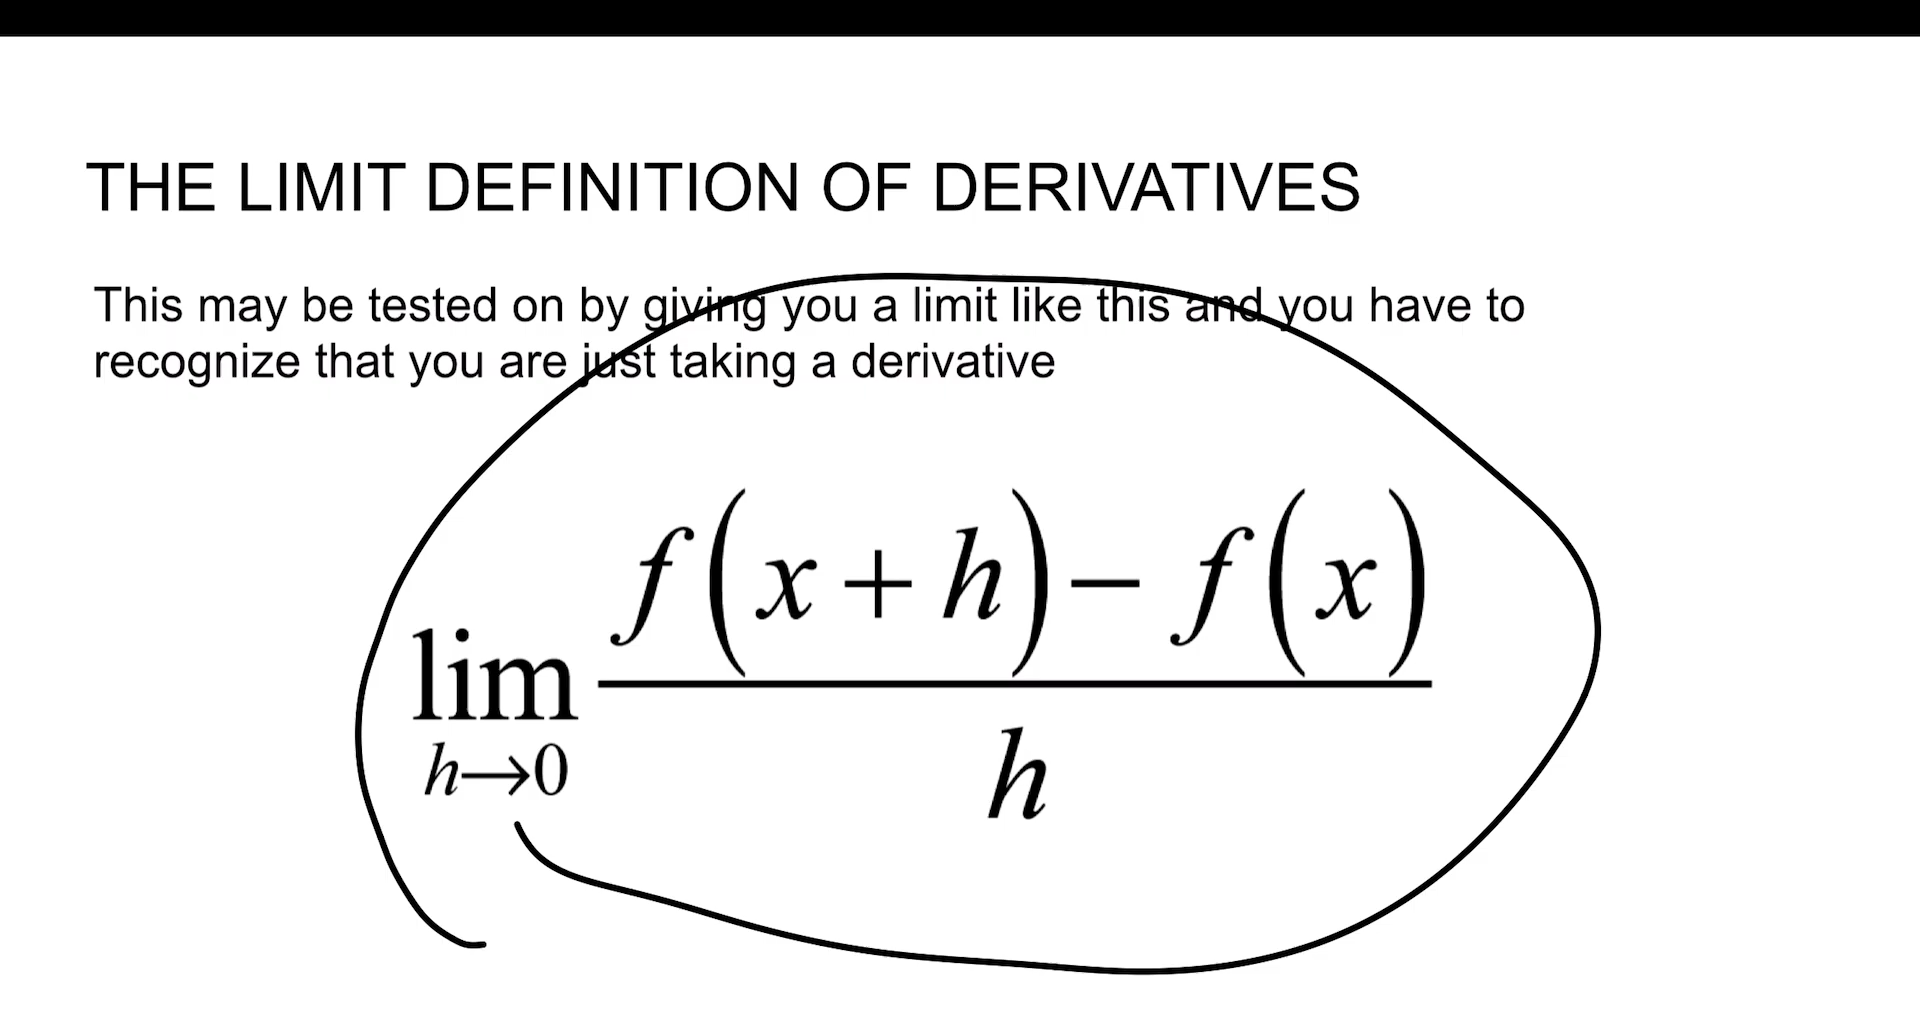 THE LIMIT DEFINITION OF DERIVATIVES
This may be tested on by giving you a limit like this and you have to
recognize that you are just taking a derivative
lim h→0 f(x+h)−f(x) / h